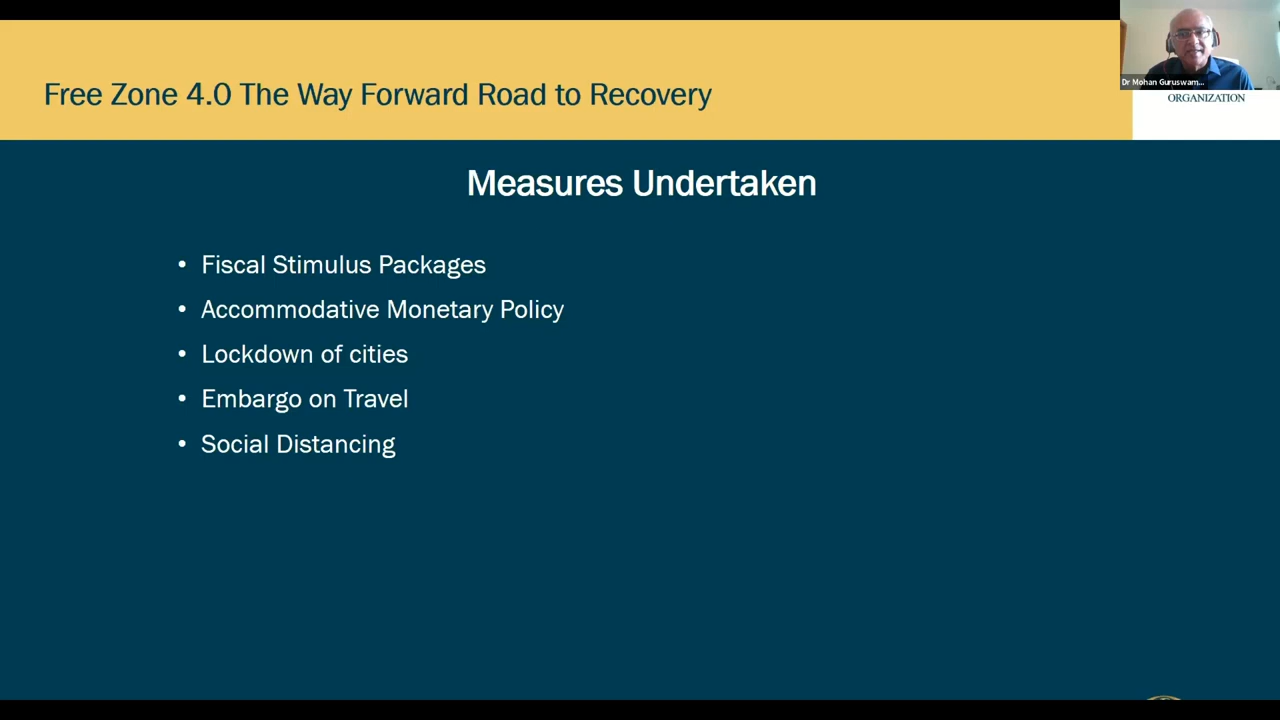 Free Zone 4.0 The Way Forward Road to Recovery
Dr Mohan Guruswam...
ORGANIZATION
Measures Undertaken
• Fiscal Stimulus Packages
• Accommodative Monetary Policy
• Lockdown of cities
• Embargo on Travel
• Social Distancing